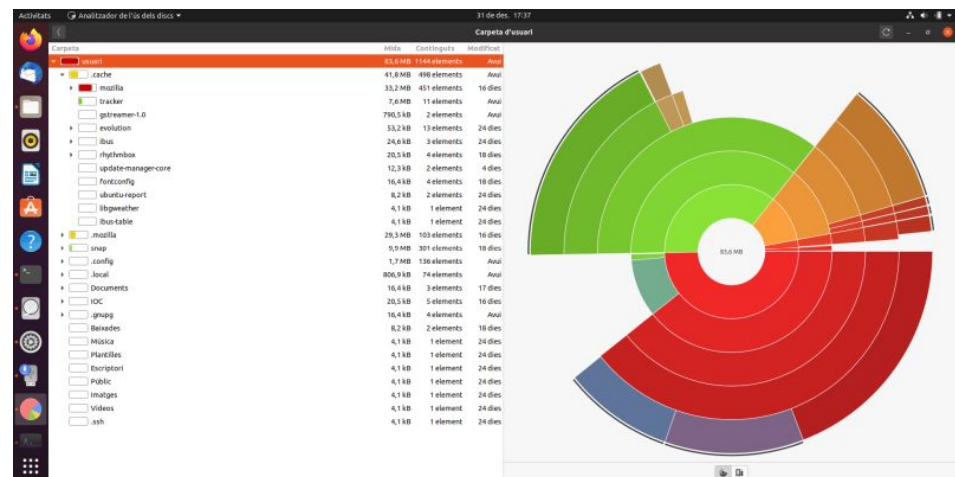 Activitats Analitzador de l'ús dels discs 31 de des. 17:37
Carpeta d'usuari
Carpeta Mida Continguts Modificat
usuari 83,6 MB 1144 elements Avui
.cache 41,8 MB 498 elements Avui
mozilla 33,2 MB 451 elements 16 dies
tracker 7,6 MB 11 elements Avui
gstreamer-1.0 790,5 kB 2 elements Avui
evolution 53,2 kB 13 elements 24 dies
ibus 24,6 kB 3 elements 24 dies
rhythmbox 20,5 kB 4 elements 18 dies
update-manager-core 12,3 kB 2 elements 4 dies
fontconfig 16,4 kB 4 elements 18 dies
ubuntu-report 8,2 kB 2 elements 24 dies
libgweather 4,1 kB 1 element 24 dies
ibus-table 4,1 kB 1 element 24 dies
.mozilla 29,3 MB 103 elements 16 dies
snap 9,9 MB 301 elements 18 dies
.config 1,7 MB 136 elements Avui
.local 806,9 kB 74 elements Avui
Documents 16,4 kB 3 elements 17 dies
IOC 20,5 kB 5 elements 16 dies
.gnupg 16,4 kB 4 elements Avui
Baixades 8,2 kB 2 elements 18 dies
Música 4,1 kB 1 element 24 dies
Plantilles 4,1 kB 1 element 24 dies
Escriptori 4,1 kB 1 element 24 dies
Públic 4,1 kB 1 element 24 dies
Imatges 4,1 kB 1 element 24 dies
Vídeos 4,1 kB 1 element 24 dies
.ssh 4,1 kB 1 element 24 dies
83,6 MB